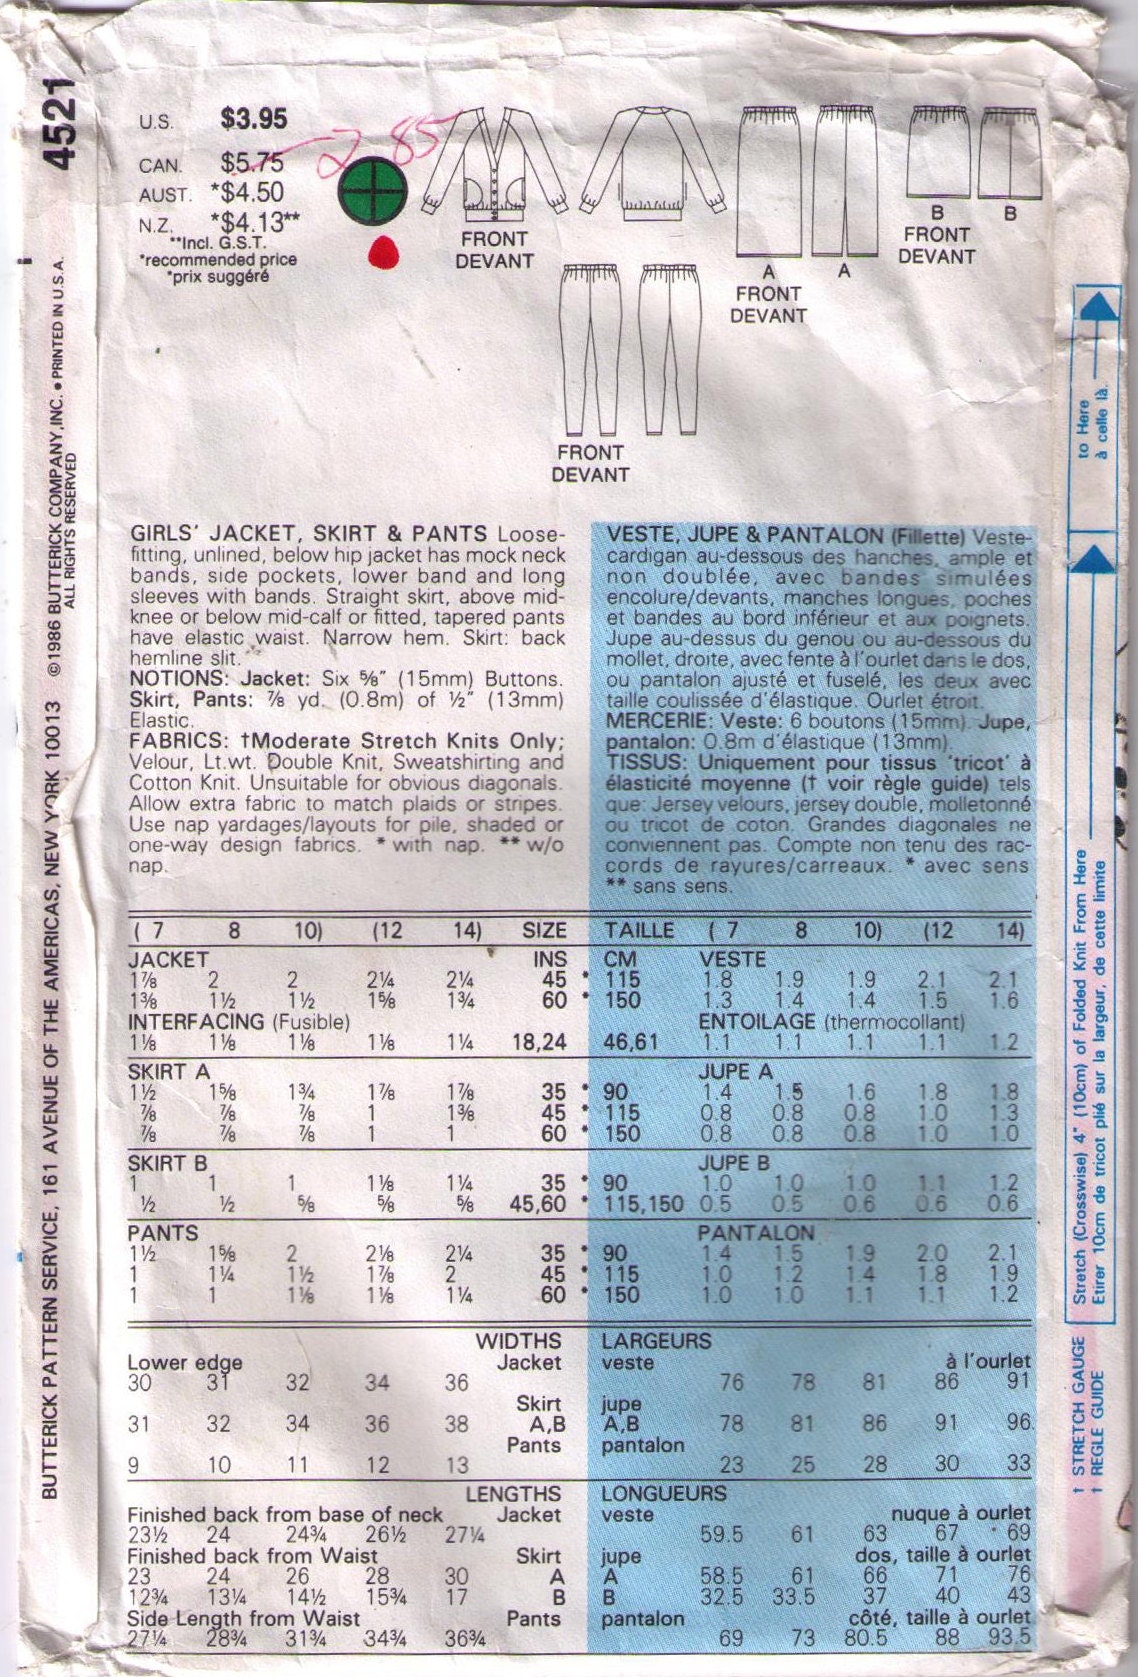 4521
©1986 BUTTERICK COMPANY, INC. • PRINTED IN U.S.A.
ALL RIGHTS RESERVED
BUTTERICK PATTERN SERVICE, 161 AVENUE OF THE AMERICAS, NEW YORK 10013
U.S. $3.95
CAN. $5.75
2.85
AUST. *$4.50
N.Z. *$4.13**
**Incl. G.S.T.
*recommended price
*prix suggéré
FRONT
DEVANT
A
FRONT
DEVANT
A
B
FRONT
DEVANT
B
FRONT
DEVANT
GIRLS' JACKET, SKIRT & PANTS Loose-
fitting, unlined, below hip jacket has mock neck
bands, side pockets, lower band and long
sleeves with bands. Straight skirt, above mid-
knee or below mid-calf or fitted, tapered pants
have elastic waist. Narrow hem. Skirt: back
hemline slit.
NOTIONS: Jacket: Six ⅝" (15mm) Buttons.
Skirt, Pants: ⅞ yd. (0.8m) of ½" (13mm)
Elastic.
FABRICS: †Moderate Stretch Knits Only;
Velour, Lt.wt. Double Knit, Sweatshirting and
Cotton Knit. Unsuitable for obvious diagonals.
Allow extra fabric to match plaids or stripes.
Use nap yardages/layouts for pile, shaded or
one-way design fabrics. * with nap. ** w/o
nap.
VESTE, JUPE & PANTALON (Fillette) Veste-
cardigan au-dessous des hanches, ample et
non doublée, avec bandes simulées
encolure/devants, manches longues, poches
et bandes au bord inférieur et aux poignets.
Jupe au-dessus du genou ou au-dessous du
mollet, droite, avec fente à l'ourlet dans le dos,
ou pantalon ajusté et fuselé, les deux avec
taille coulissée d'élastique. Ourlet étroit.
MERCERIE: Veste: 6 boutons (15mm). Jupe,
pantalon: 0.8m d'élastique (13mm).
TISSUS: Uniquement pour tissus 'tricot' à
élasticité moyenne († voir règle guide) tels
que: Jersey velours, jersey double, molletonné
ou tricot de coton. Grandes diagonales ne
conviennent pas. Compte non tenu des rac-
cords de rayures/carreaux. * avec sens
** sans sens.
( 7 8 10) (12 14) SIZE TAILLE ( 7 8 10) (12 14)
JACKET INS CM VESTE
1⅞ 2 2 2¼ 2¼ 45 * 115 1.8 1.9 1.9 2.1 2.1
1⅜ 1½ 1½ 1⅝ 1¾ 60 * 150 1.3 1.4 1.4 1.5 1.6
INTERFACING (Fusible) ENTOILAGE (thermocollant)
1⅛ 1⅛ 1⅛ 1⅛ 1¼ 18,24 46,61 1.1 1.1 1.1 1.1 1.2
SKIRT A JUPE A
1½ 1⅝ 1¾ 1⅞ 1⅞ 35 * 90 1.4 1.5 1.6 1.8 1.8
⅞ ⅞ ⅞ 1 1⅜ 45 * 115 0.8 0.8 0.8 1.0 1.3
⅞ ⅞ ⅞ 1 1 60 * 150 0.8 0.8 0.8 1.0 1.0
SKIRT B JUPE B
1 1 1 1⅛ 1¼ 35 * 90 1.0 1.0 1.0 1.1 1.2
½ ½ ⅝ ⅝ ⅝ 45,60 * 115,150 0.5 0.5 0.6 0.6 0.6
PANTS PANTALON
1½ 1⅝ 2 2⅛ 2¼ 35 * 90 1.4 1.5 1.9 2.0 2.1
1 1¼ 1½ 1⅞ 2 45 * 115 1.0 1.2 1.4 1.8 1.9
1 1 1⅛ 1⅛ 1¼ 60 * 150 1.0 1.0 1.1 1.1 1.2
WIDTHS LARGEURS
Lower edge Jacket veste à l'ourlet
30 31 32 34 36 76 78 81 86 91
Skirt jupe
31 32 34 36 38 A,B A,B 78 81 86 91 96.
Pants pantalon
9 10 11 12 13 23 25 28 30 33
LENGTHS LONGUEURS
Finished back from base of neck Jacket veste nuque à ourlet
23½ 24 24¾ 26½ 27¼ 59.5 61 63 67 69
Finished back from Waist Skirt jupe dos, taille à ourlet
23 24 26 28 30 A A 58.5 61 66 71 76
12¾ 13¼ 14½ 15¾ 17 B B 32.5 33.5 37 40 43
Side Length from Waist Pants pantalon côté, taille à ourlet
27¼ 28¾ 31¾ 34¾ 36¾ 69 73 80.5 88 93.5
to Here
à celle là.
Stretch (Crosswise) 4" (10cm) of Folded Knit From Here
Etirer 10cm de tricot plié sur la largeur, de cette limite
† STRETCH GAUGE
† REGLE GUIDE